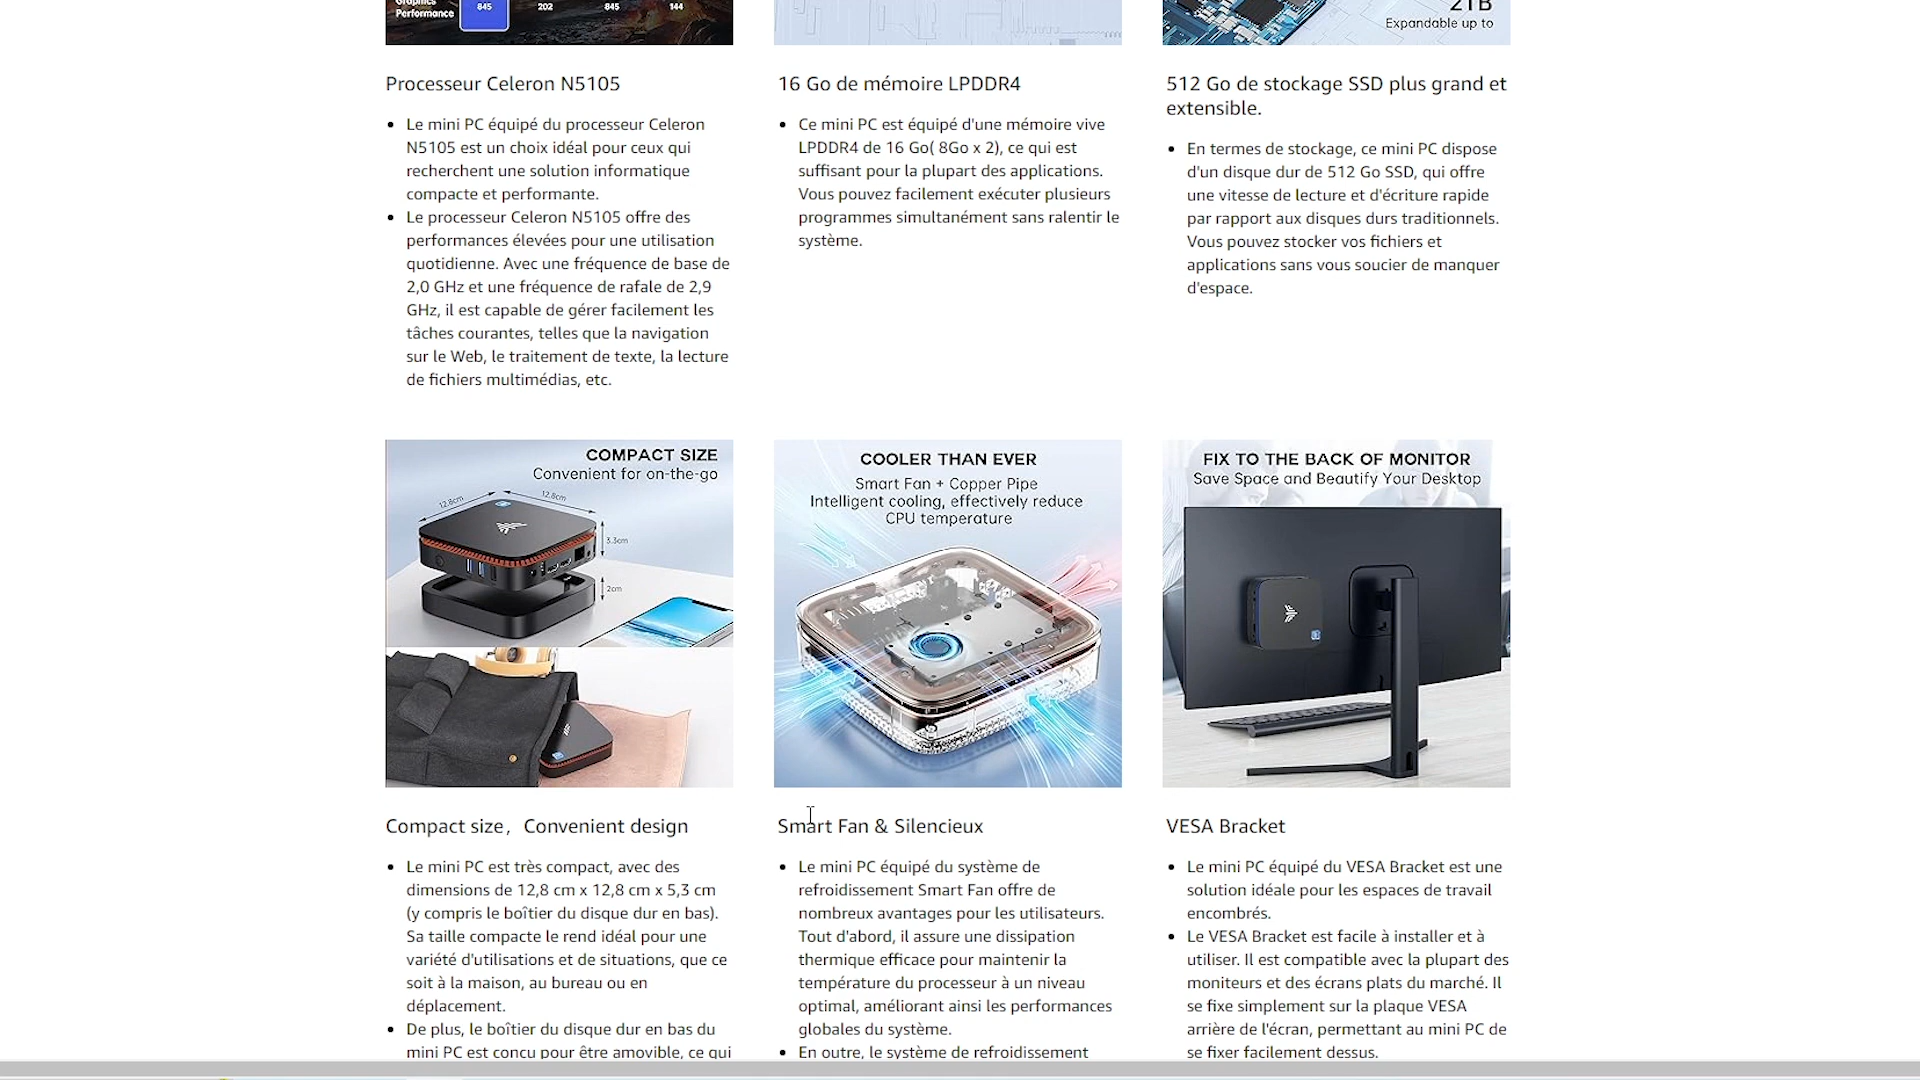 Graphics
Performance
845
202
845
144
2TB
Expandable up to
Processeur Celeron N5105
16 Go de mémoire LPDDR4
512 Go de stockage SSD plus grand et
extensible.
Le mini PC équipé du processeur Celeron
N5105 est un choix idéal pour ceux qui
recherchent une solution informatique
compacte et performante.
Le processeur Celeron N5105 offre des
performances élevées pour une utilisation
quotidienne. Avec une fréquence de base de
2,0 GHz et une fréquence de rafale de 2,9
GHz, il est capable de gérer facilement les
tâches courantes, telles que la navigation
sur le Web, le traitement de texte, la lecture
de fichiers multimédias, etc.
Ce mini PC est équipé d'une mémoire vive
LPDDR4 de 16 Go( 8Go x 2), ce qui est
suffisant pour la plupart des applications.
Vous pouvez facilement exécuter plusieurs
programmes simultanément sans ralentir le
système.
En termes de stockage, ce mini PC dispose
d'un disque dur de 512 Go SSD, qui offre
une vitesse de lecture et d'écriture rapide
par rapport aux disques durs traditionnels.
Vous pouvez stocker vos fichiers et
applications sans vous soucier de manquer
d'espace.
COMPACT SIZE
Convenient for on-the-go
12.8cm
12.8cm
3.3cm
2cm
COOLER THAN EVER
Smart Fan + Copper Pipe
Intelligent cooling, effectively reduce
CPU temperature
FIX TO THE BACK OF MONITOR
Save Space and Beautify Your Desktop
Compact size，Convenient design
Smart Fan & Silencieux
VESA Bracket
Le mini PC est très compact, avec des
dimensions de 12,8 cm x 12,8 cm x 5,3 cm
(y compris le boîtier du disque dur en bas).
Sa taille compacte le rend idéal pour une
variété d'utilisations et de situations, que ce
soit à la maison, au bureau ou en
déplacement.
De plus, le boîtier du disque dur en bas du
mini PC est conçu pour être amovible, ce qui
Le mini PC équipé du système de
refroidissement Smart Fan offre de
nombreux avantages pour les utilisateurs.
Tout d'abord, il assure une dissipation
thermique efficace pour maintenir la
température du processeur à un niveau
optimal, améliorant ainsi les performances
globales du système.
En outre, le système de refroidissement
Le mini PC équipé du VESA Bracket est une
solution idéale pour les espaces de travail
encombrés.
Le VESA Bracket est facile à installer et à
utiliser. Il est compatible avec la plupart des
moniteurs et des écrans plats du marché. Il
se fixe simplement sur la plaque VESA
arrière de l'écran, permettant au mini PC de
se fixer facilement dessus.